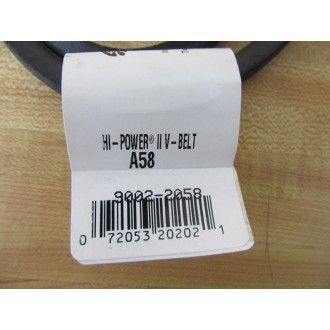 HI-POWER® II V-BELT
A58
9002-2058
0 72053 20202 1